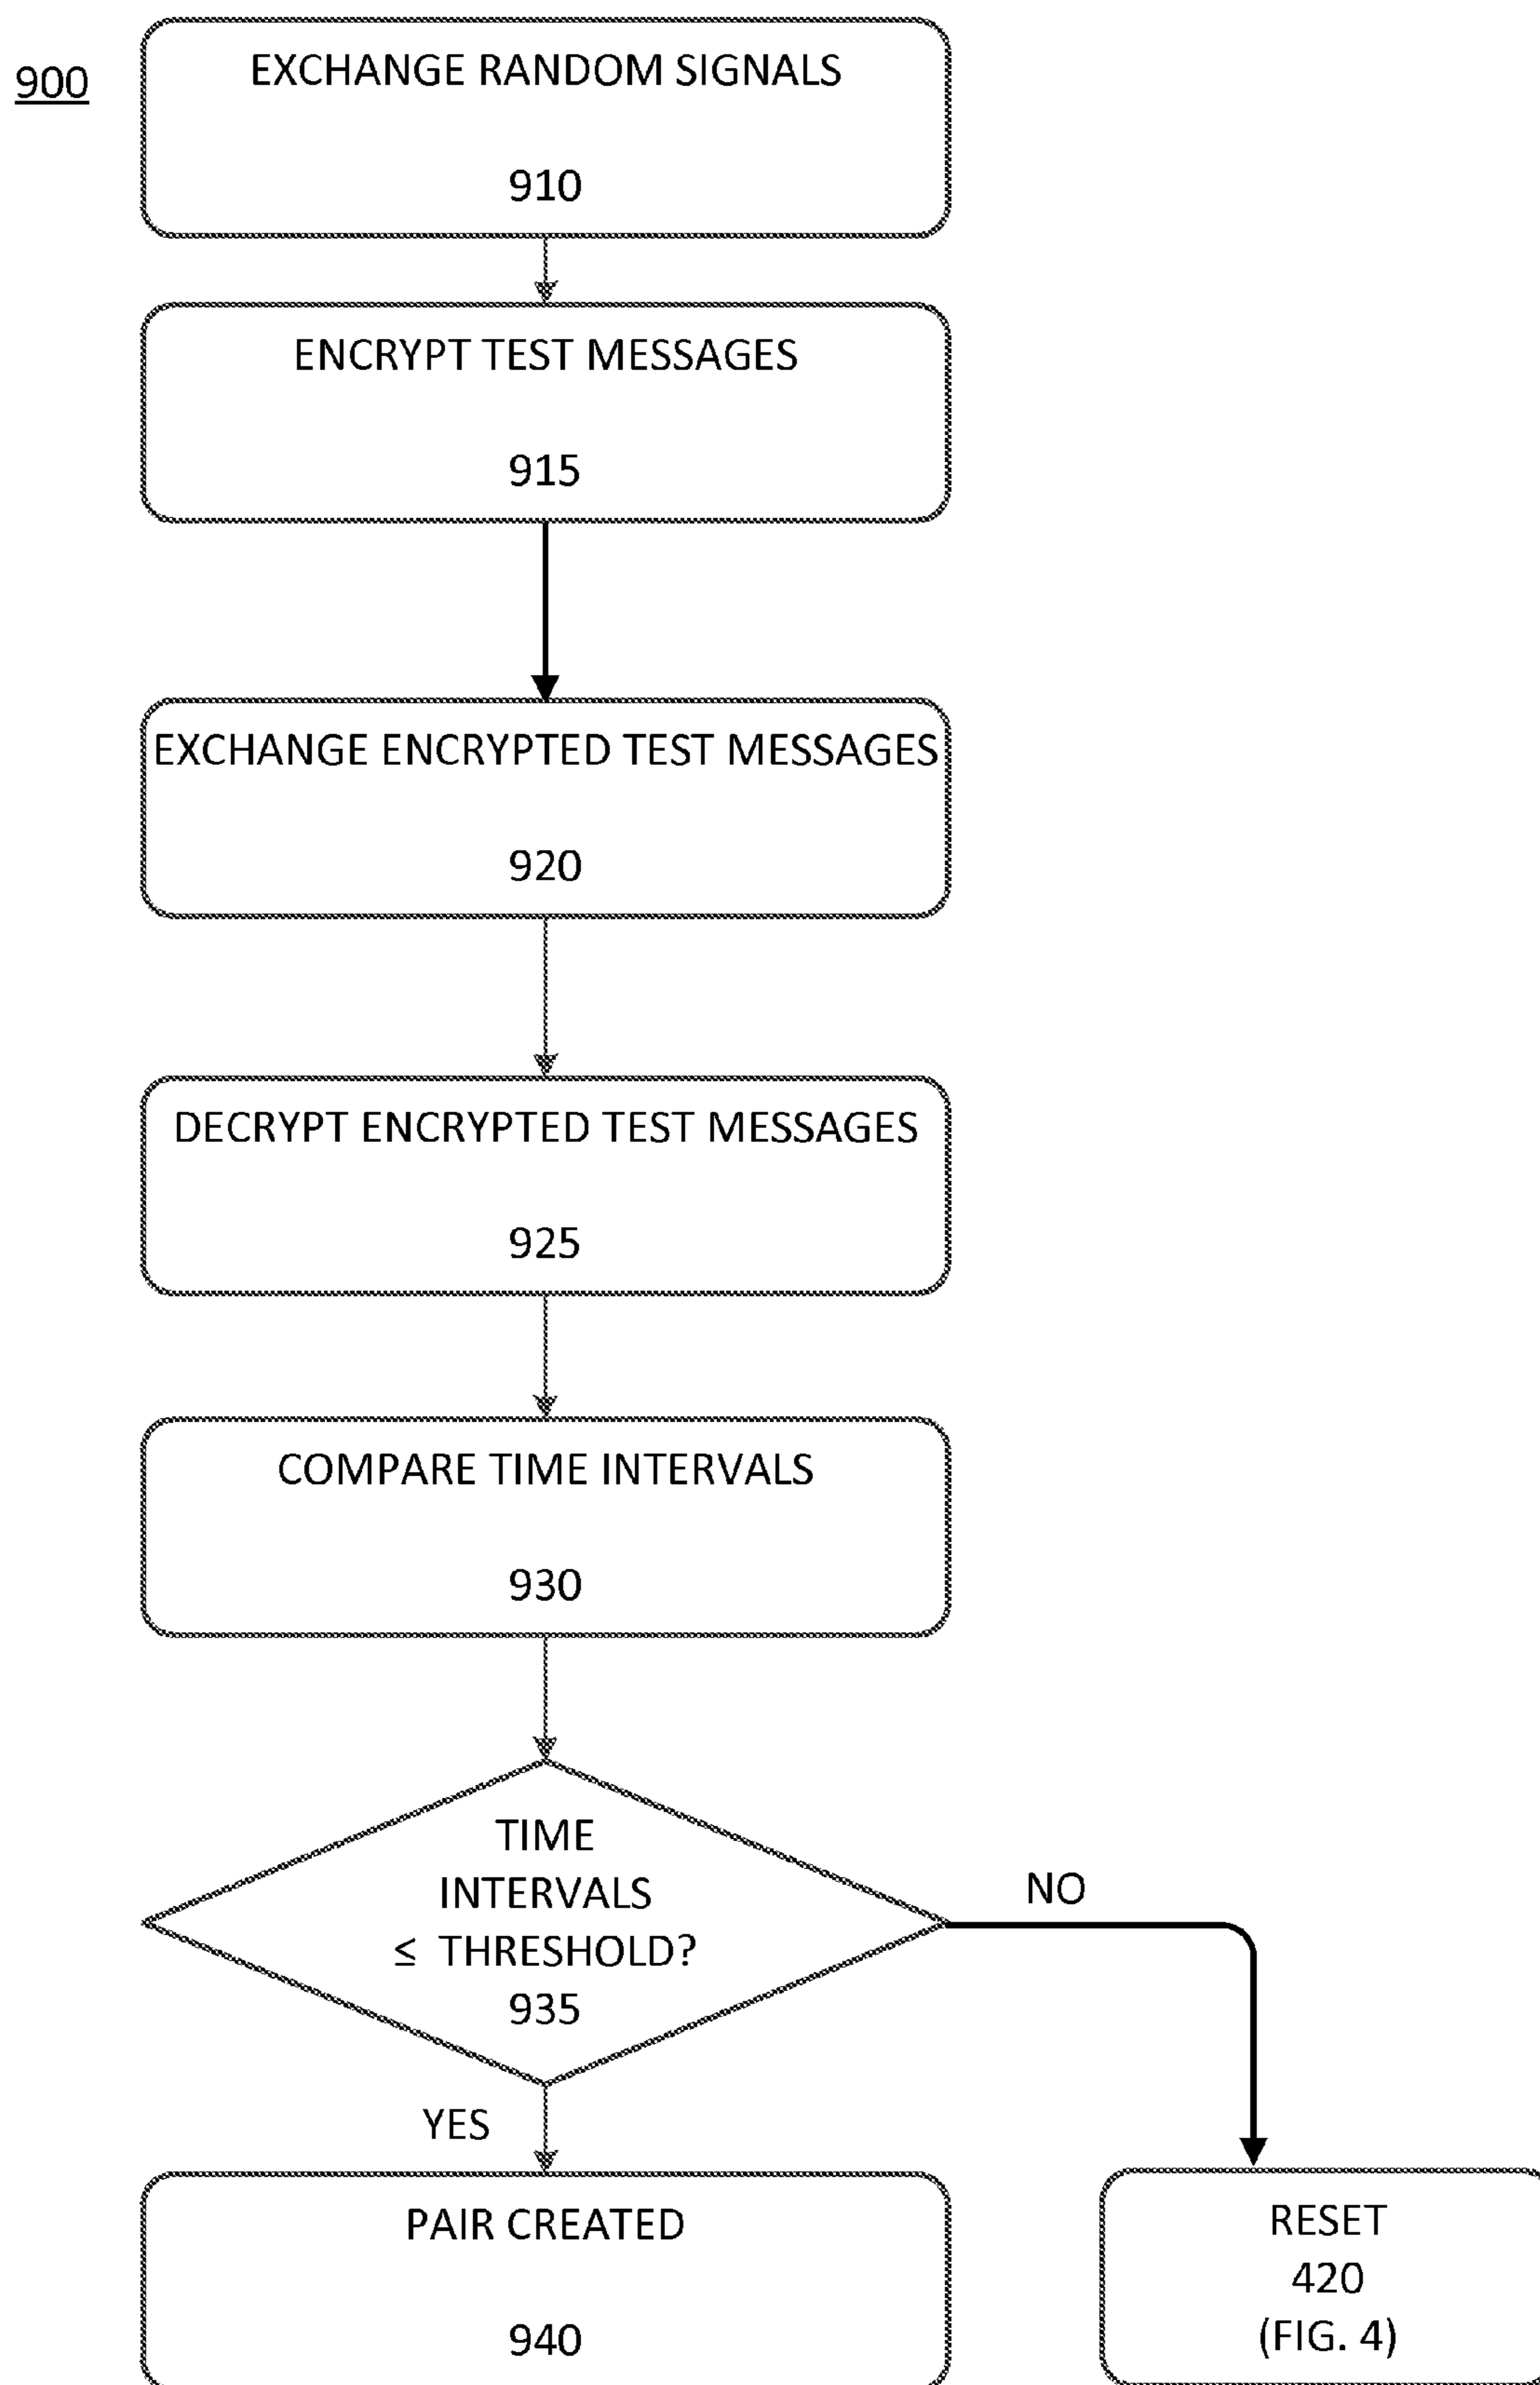 900
EXCHANGE RANDOM SIGNALS
910
ENCRYPT TEST MESSAGES
915
EXCHANGE ENCRYPTED TEST MESSAGES
920
DECRYPT ENCRYPTED TEST MESSAGES
925
COMPARE TIME INTERVALS
930
TIME
INTERVALS
≤ THRESHOLD?
935
NO
YES
PAIR CREATED
940
RESET
420
(FIG. 4)